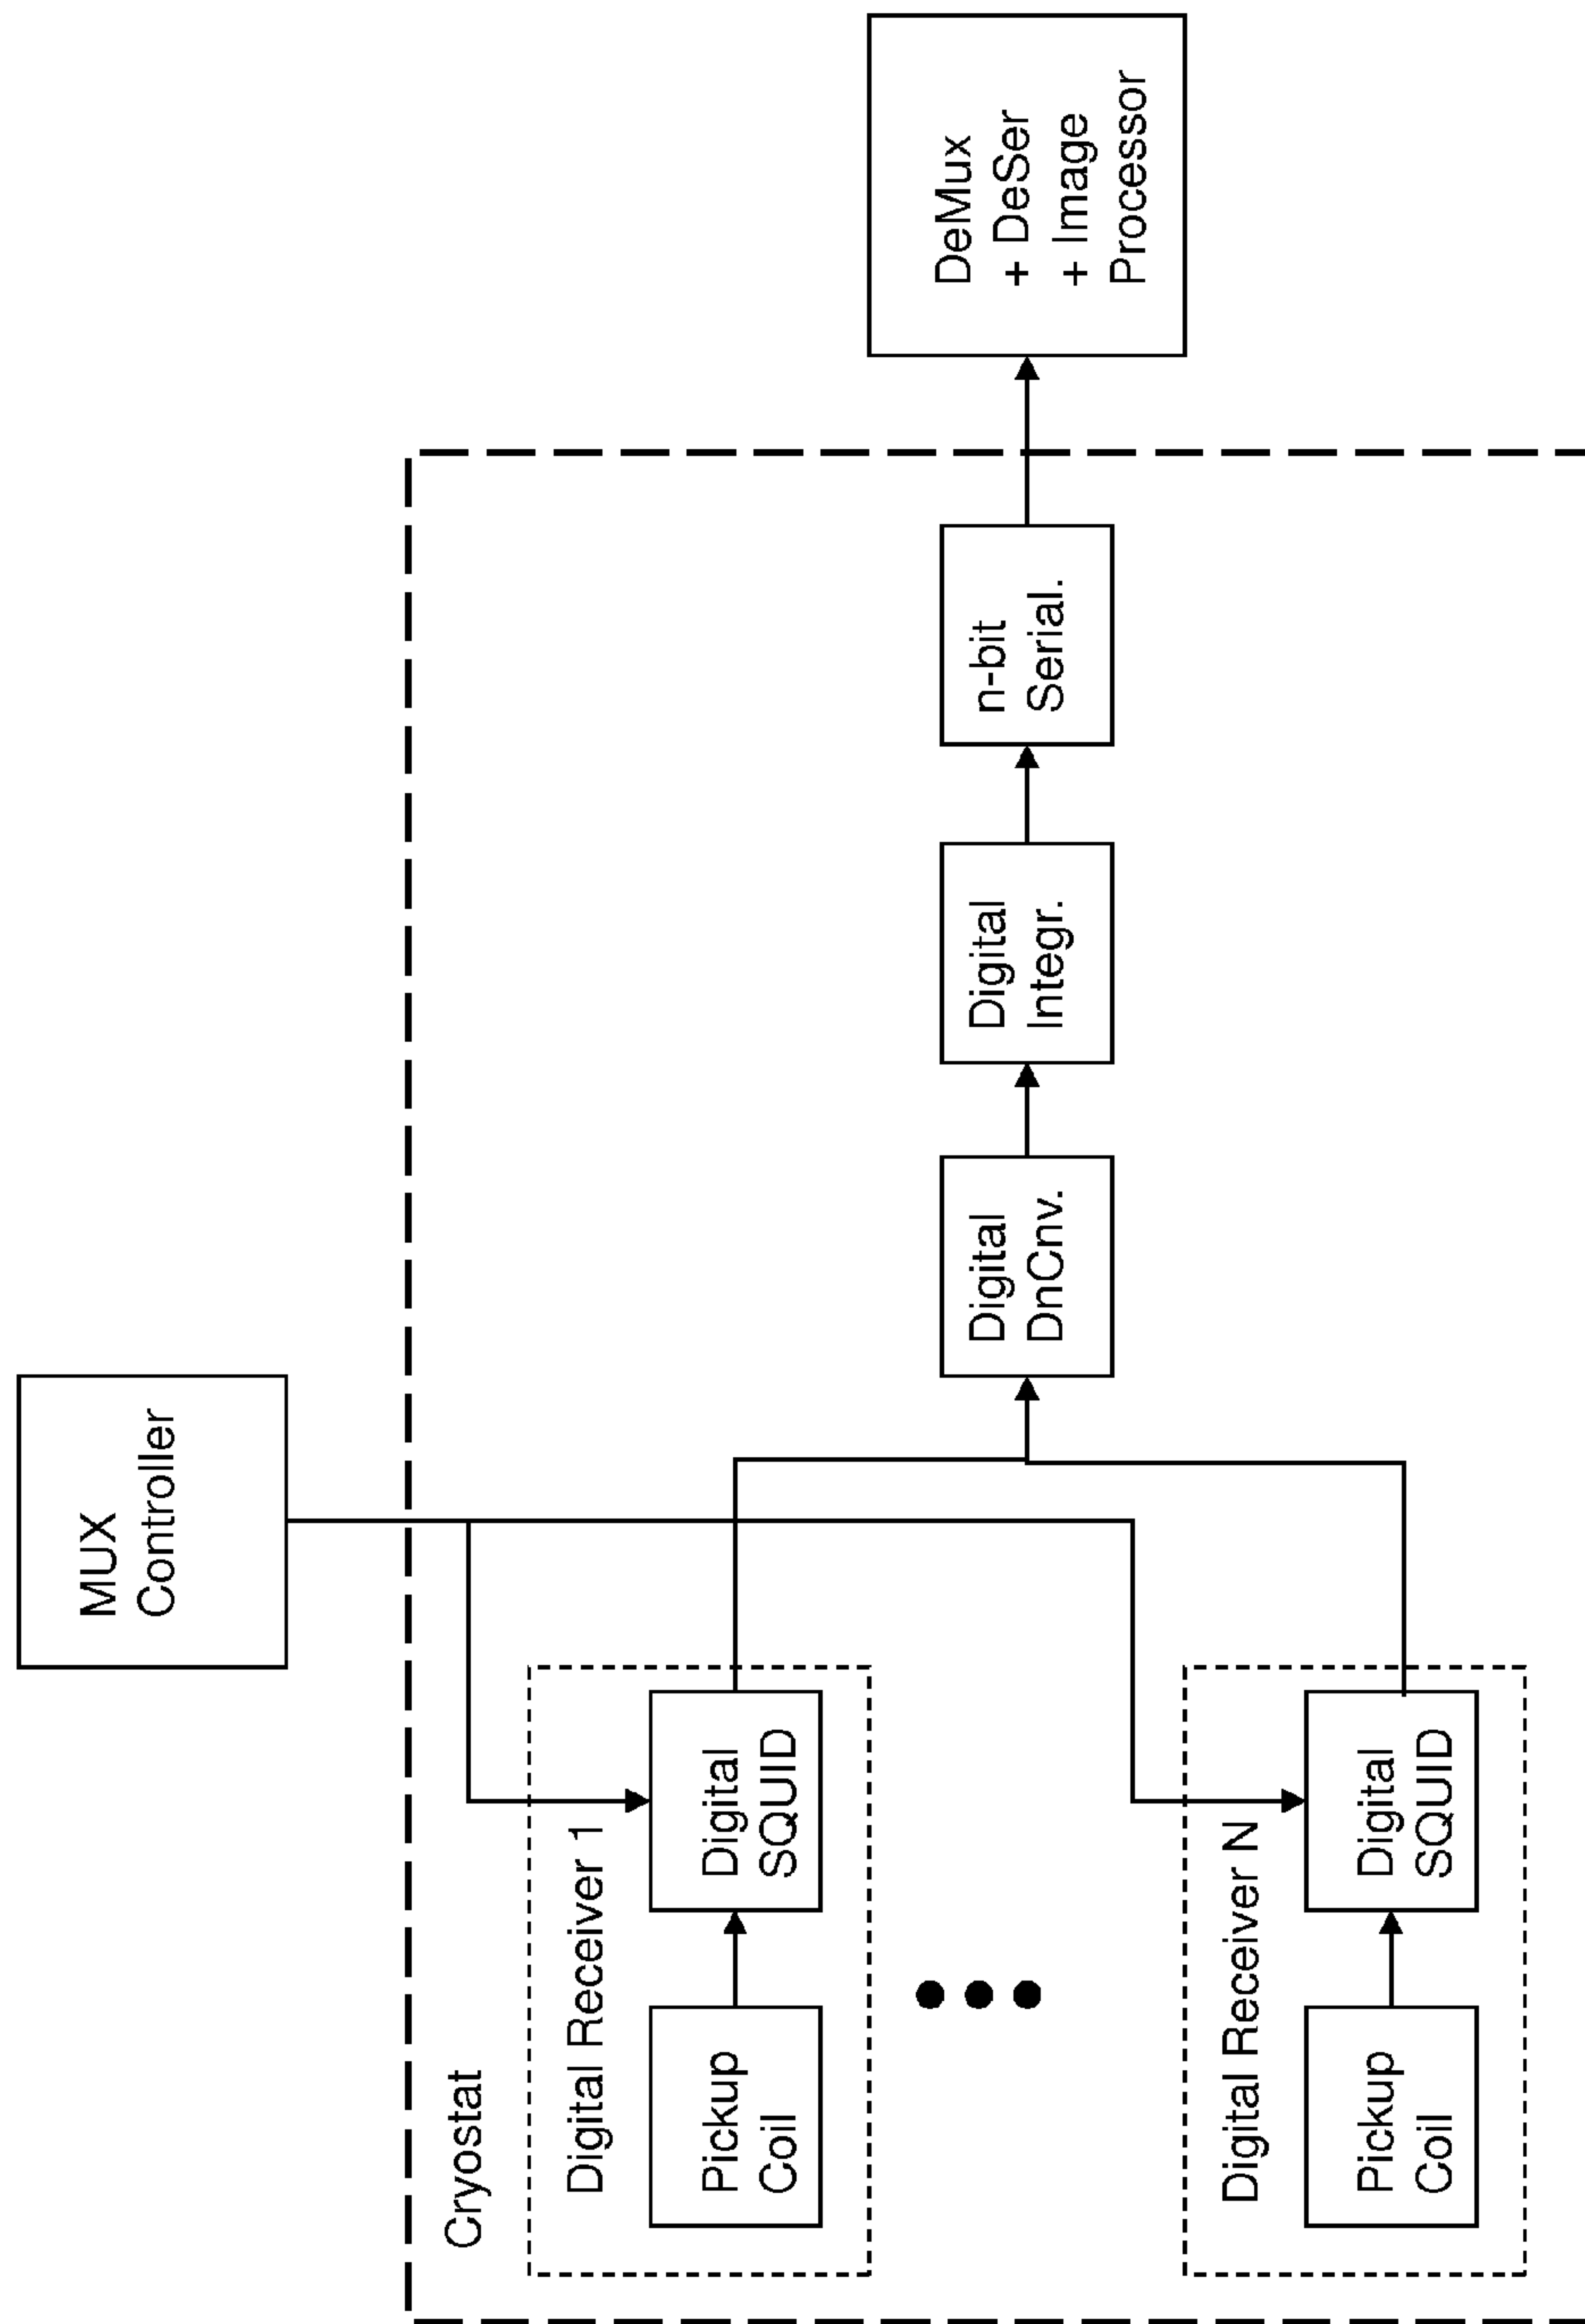 MUX
Controller
Cryostat
Digital Receiver 1
Pickup
Coil
Digital
SQUID
Digital Receiver N
Pickup
Coil
Digital
SQUID
Digital
DnCnv.
Digital
Integr.
n-bit
Serial.
DeMux
+ DeSer
+ Image
Processor